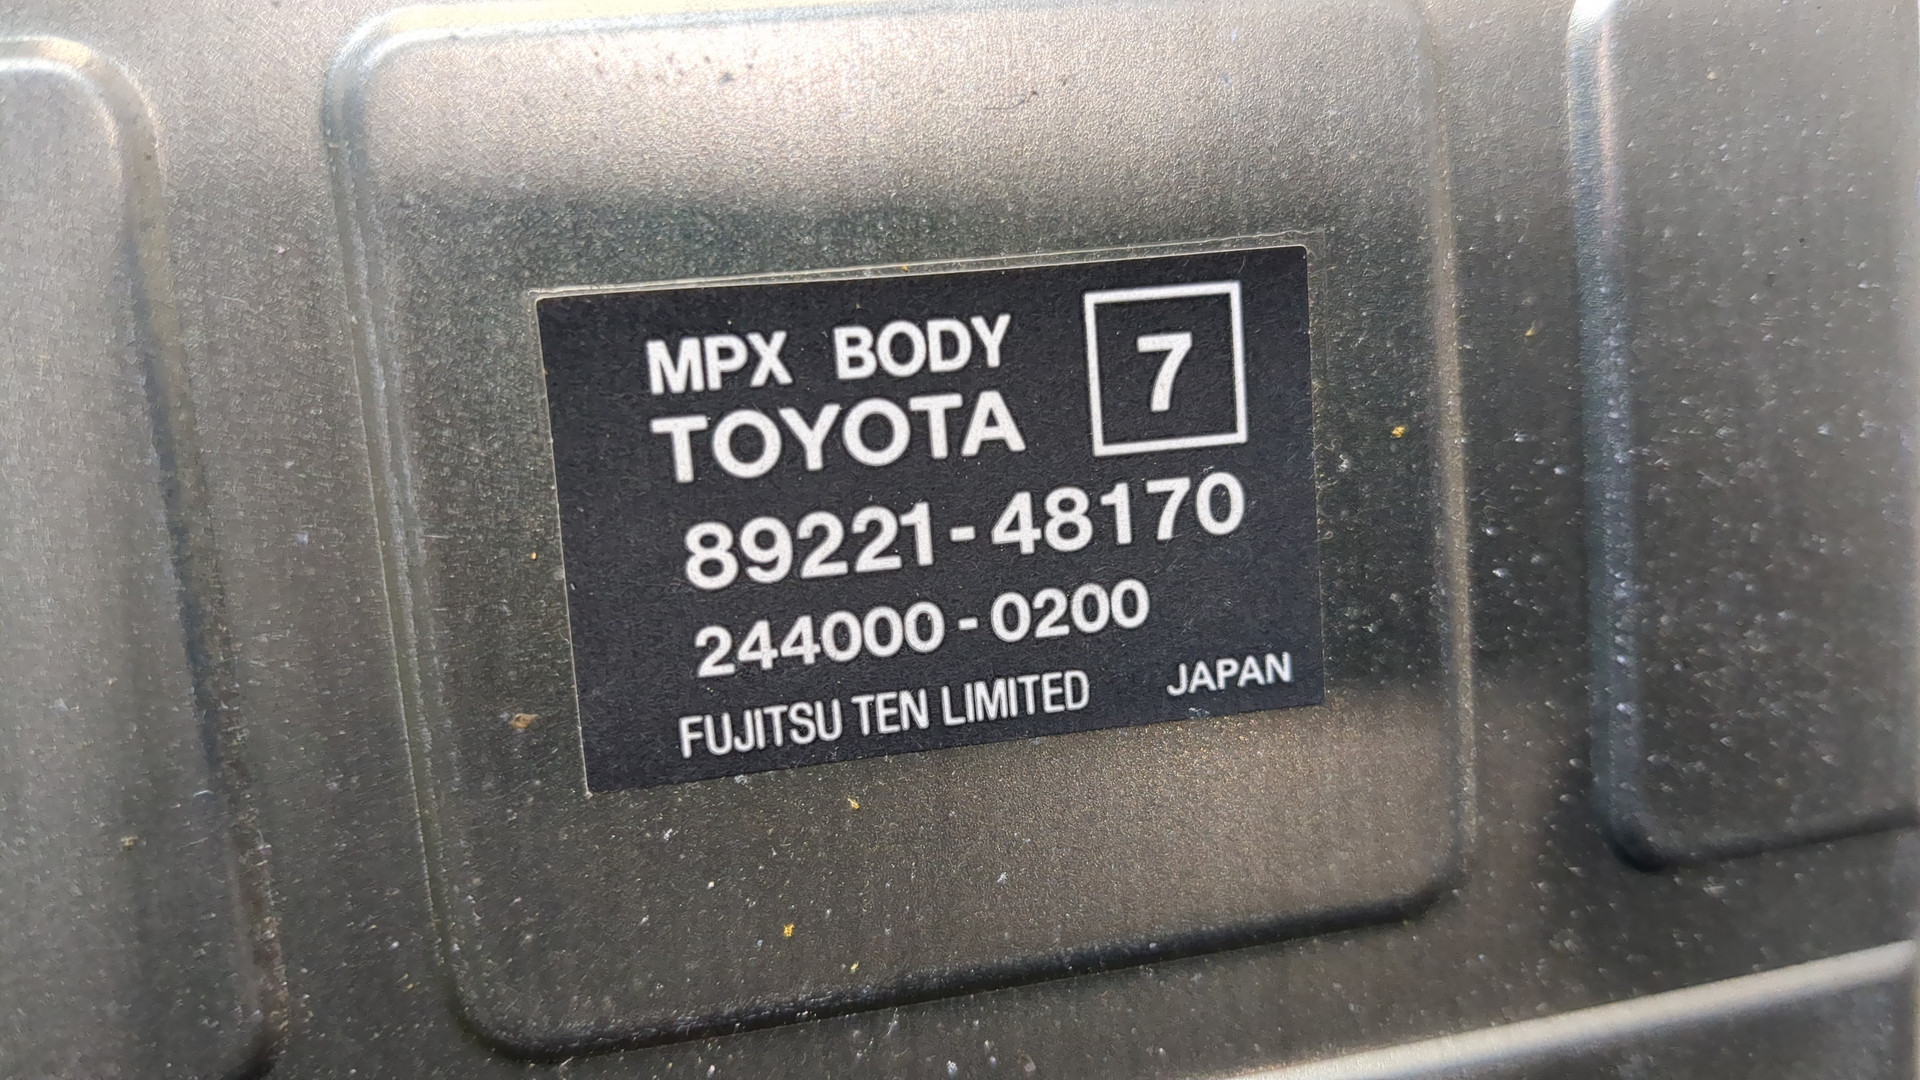 MPX BODY 7
TOYOTA
89221-48170
244000-0200
FUJITSU TEN LIMITED JAPAN